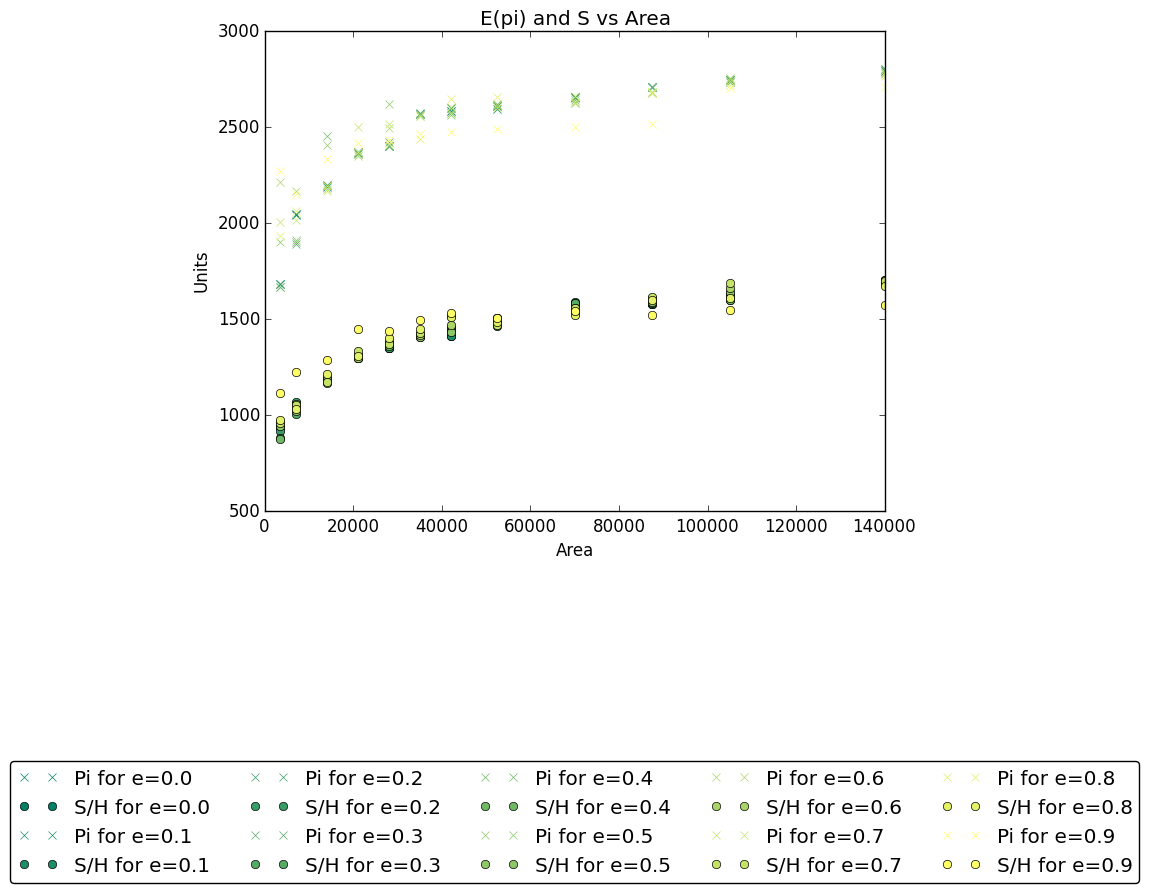 E(pi) and S vs Area
3000
2500
2000
1500
1000
500
Units
0 20000 40000 60000 80000 100000 120000 140000
Area
Pi for e=0.0 Pi for e=0.2 Pi for e=0.4 Pi for e=0.6 Pi for e=0.8
S/H for e=0.0 S/H for e=0.2 S/H for e=0.4 S/H for e=0.6 S/H for e=0.8
Pi for e=0.1 Pi for e=0.3 Pi for e=0.5 Pi for e=0.7 Pi for e=0.9
S/H for e=0.1 S/H for e=0.3 S/H for e=0.5 S/H for e=0.7 S/H for e=0.9